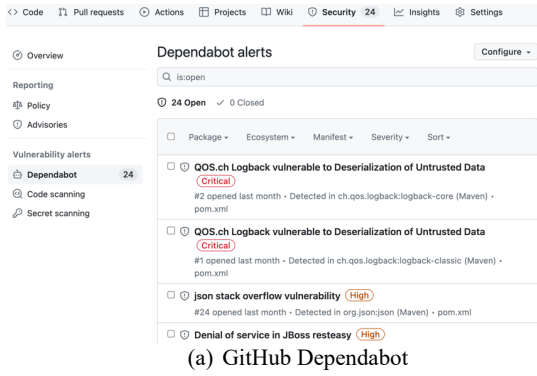 <> Code Pull requests Actions Projects Wiki Security 24 Insights Settings
Overview
Reporting
Policy
Advisories
Vulnerability alerts
Dependabot 24
Code scanning
Secret scanning
Dependabot alerts Configure
is:open
24 Open 0 Closed
Package Ecosystem Manifest Severity Sort
QOS.ch Logback vulnerable to Deserialization of Untrusted Data
Critical
#2 opened last month • Detected in ch.qos.logback:logback-core (Maven) •
pom.xml
QOS.ch Logback vulnerable to Deserialization of Untrusted Data
Critical
#1 opened last month • Detected in ch.qos.logback:logback-classic (Maven) •
pom.xml
json stack overflow vulnerability High
#24 opened last month • Detected in org.json:json (Maven) • pom.xml
Denial of service in JBoss resteasy High
(a) GitHub Dependabot